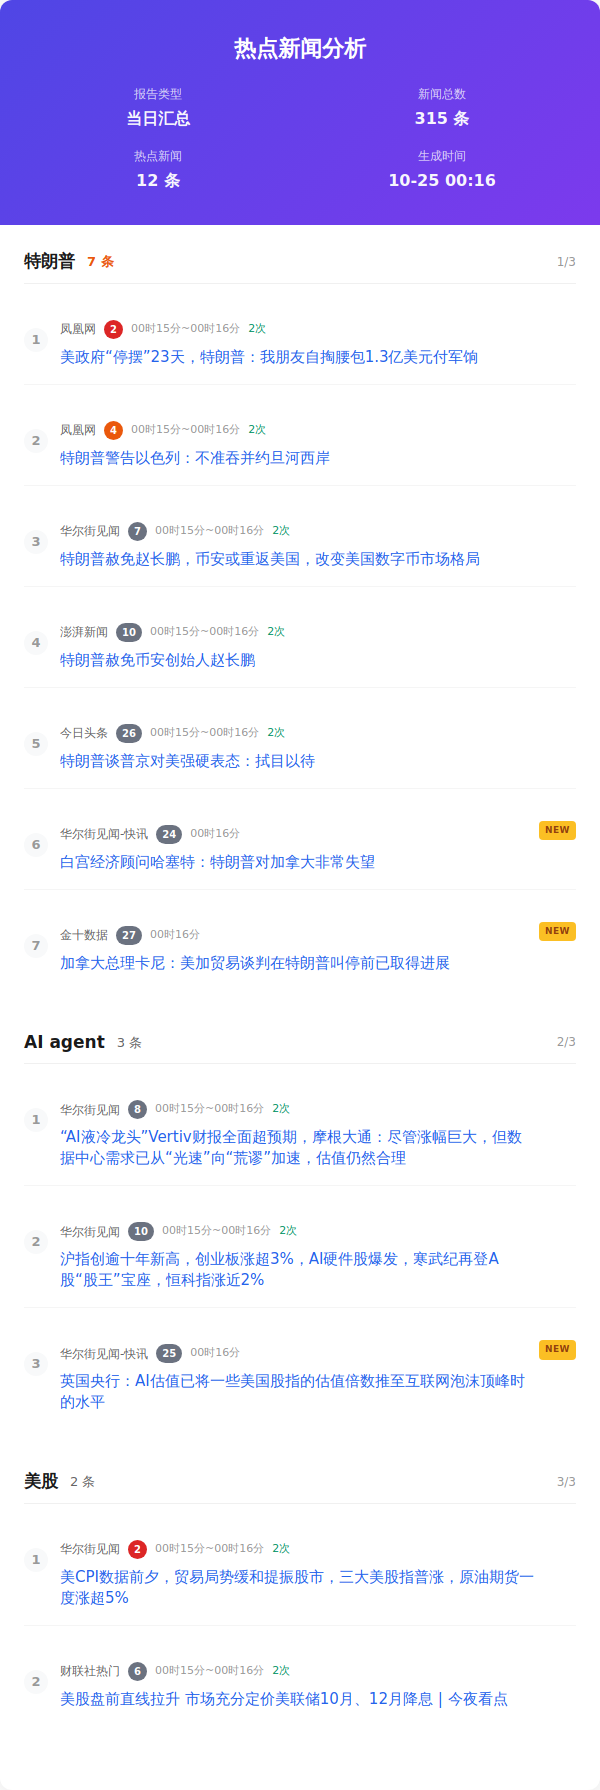 热点新闻分析
报告类型
当日汇总
新闻总数
315 条
热点新闻
12 条
生成时间
10-25 00:16
特朗普 7 条 1/3
1 凤凰网 2 00时15分~00时16分 2次
美政府“停摆”23天，特朗普：我朋友自掏腰包1.3亿美元付军饷
2 凤凰网 4 00时15分~00时16分 2次
特朗普警告以色列：不准吞并约旦河西岸
3 华尔街见闻 7 00时15分~00时16分 2次
特朗普赦免赵长鹏，币安或重返美国，改变美国数字币市场格局
4 澎湃新闻 10 00时15分~00时16分 2次
特朗普赦免币安创始人赵长鹏
5 今日头条 26 00时15分~00时16分 2次
特朗普谈普京对美强硬表态：拭目以待
6 华尔街见闻-快讯 24 00时16分 NEW
白宫经济顾问哈塞特：特朗普对加拿大非常失望
7 金十数据 27 00时16分 NEW
加拿大总理卡尼：美加贸易谈判在特朗普叫停前已取得进展
AI agent 3 条 2/3
1 华尔街见闻 8 00时15分~00时16分 2次
“AI液冷龙头”Vertiv财报全面超预期，摩根大通：尽管涨幅巨大，但数
据中心需求已从“光速”向“荒谬”加速，估值仍然合理
2 华尔街见闻 10 00时15分~00时16分 2次
沪指创逾十年新高，创业板涨超3%，AI硬件股爆发，寒武纪再登A
股“股王”宝座，恒科指涨近2%
3 华尔街见闻-快讯 25 00时16分 NEW
英国央行：AI估值已将一些美国股指的估值倍数推至互联网泡沫顶峰时
的水平
美股 2 条 3/3
1 华尔街见闻 2 00时15分~00时16分 2次
美CPI数据前夕，贸易局势缓和提振股市，三大美股指普涨，原油期货一
度涨超5%
2 财联社热门 6 00时15分~00时16分 2次
美股盘前直线拉升 市场充分定价美联储10月、12月降息 | 今夜看点